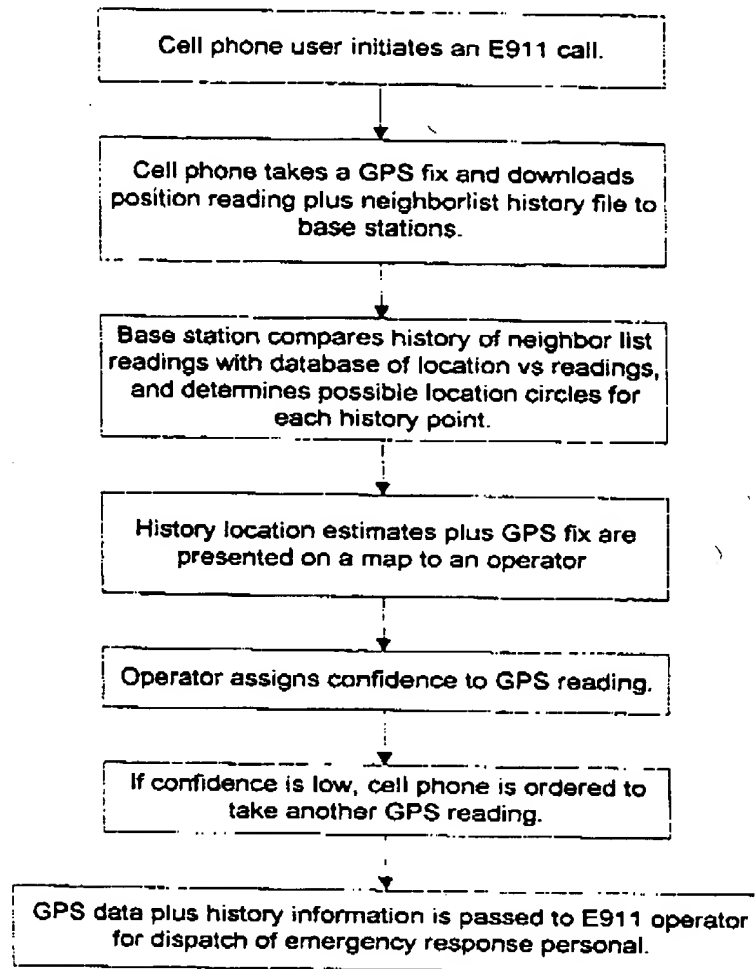 Cell phone user initiates an E911 call.
Cell phone takes a GPS fix and downloads
position reading plus neighborlist history file to
base stations.
Base station compares history of neighbor list
readings with database of location vs readings,
and determines possible location circles for
each history point.
History location estimates plus GPS fix are
presented on a map to an operator
Operator assigns confidence to GPS reading.
If confidence is low, cell phone is ordered to
take another GPS reading.
GPS data plus history information is passed to E911 operator
for dispatch of emergency response personal.